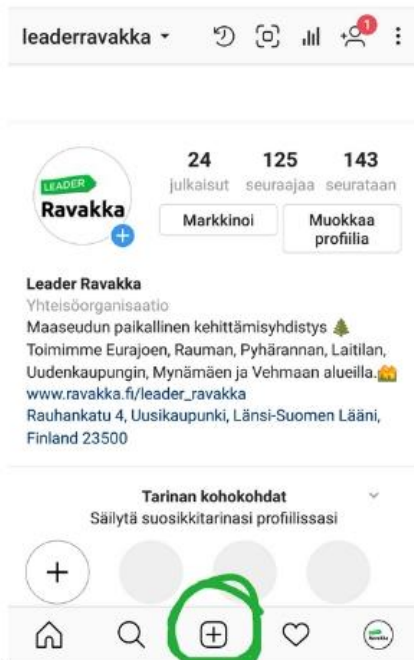 leaderravakka
1
24 125 143
julkaisut seuraajaa seurataan
LEADER
Ravakka
Markkinoi
Muokkaa
profiilia
Leader Ravakka
Yhteisöorganisaatio
Maaseudun paikallinen kehittämisyhdistys 🌲
Toimimme Eurajoen, Rauman, Pyhärannan, Laitilan,
Uudenkaupungin, Mynämäen ja Vehmaan alueilla.🏡
www.ravakka.fi/leader_ravakka
Rauhankatu 4, Uusikaupunki, Länsi-Suomen Lääni,
Finland 23500
Tarinan kohokohdat
Säilytä suosikkitarinasi profiilissasi